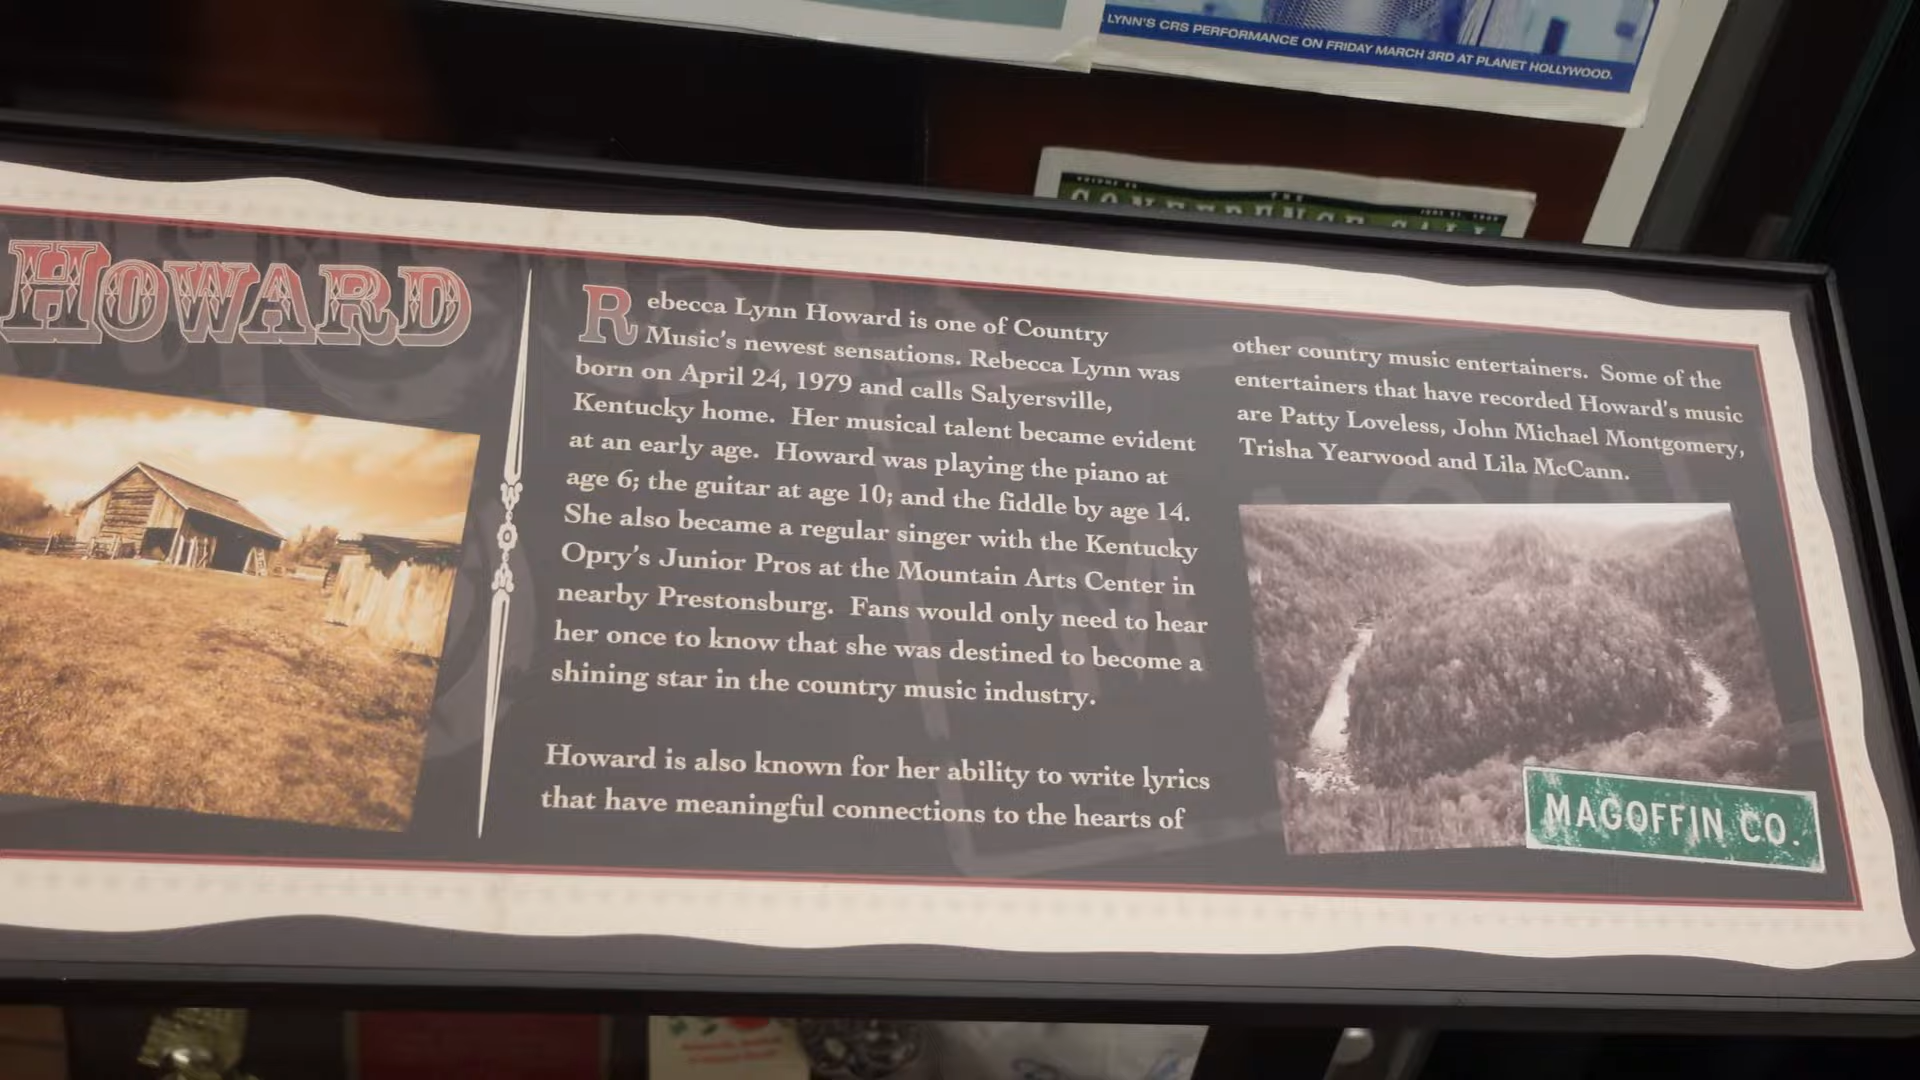 LYNN'S CRS PERFORMANCE ON FRIDAY MARCH 3RD AT PLANET HOLLYWOOD.
THE
CONFERENCE CALL
HOWARD
Rebecca Lynn Howard is one of Country
Music's newest sensations. Rebecca Lynn was
born on April 24, 1979 and calls Salyersville,
Kentucky home. Her musical talent became evident
at an early age. Howard was playing the piano at
age 6; the guitar at age 10; and the fiddle by age 14.
She also became a regular singer with the Kentucky
Opry's Junior Pros at the Mountain Arts Center in
nearby Prestonsburg. Fans would only need to hear
her once to know that she was destined to become a
shining star in the country music industry.
Howard is also known for her ability to write lyrics
that have meaningful connections to the hearts of
other country music entertainers. Some of the
entertainers that have recorded Howard's music
are Patty Loveless, John Michael Montgomery,
Trisha Yearwood and Lila McCann.
MAGOFFIN CO.